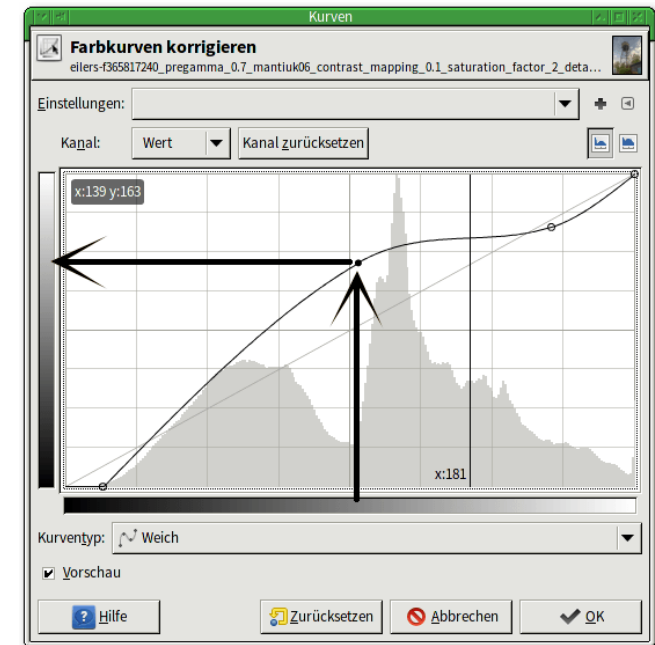 Kurven
Farbkurven korrigieren
eilers-f365817240_pregamma_0.7_mantiuk06_contrast_mapping_0.1_saturation_factor_2_deta...
Einstellungen:
Kanal: Wert Kanal zurücksetzen
x:139 y:163
x:181
Kurventyp: Weich
Vorschau
Hilfe Zurücksetzen Abbrechen OK